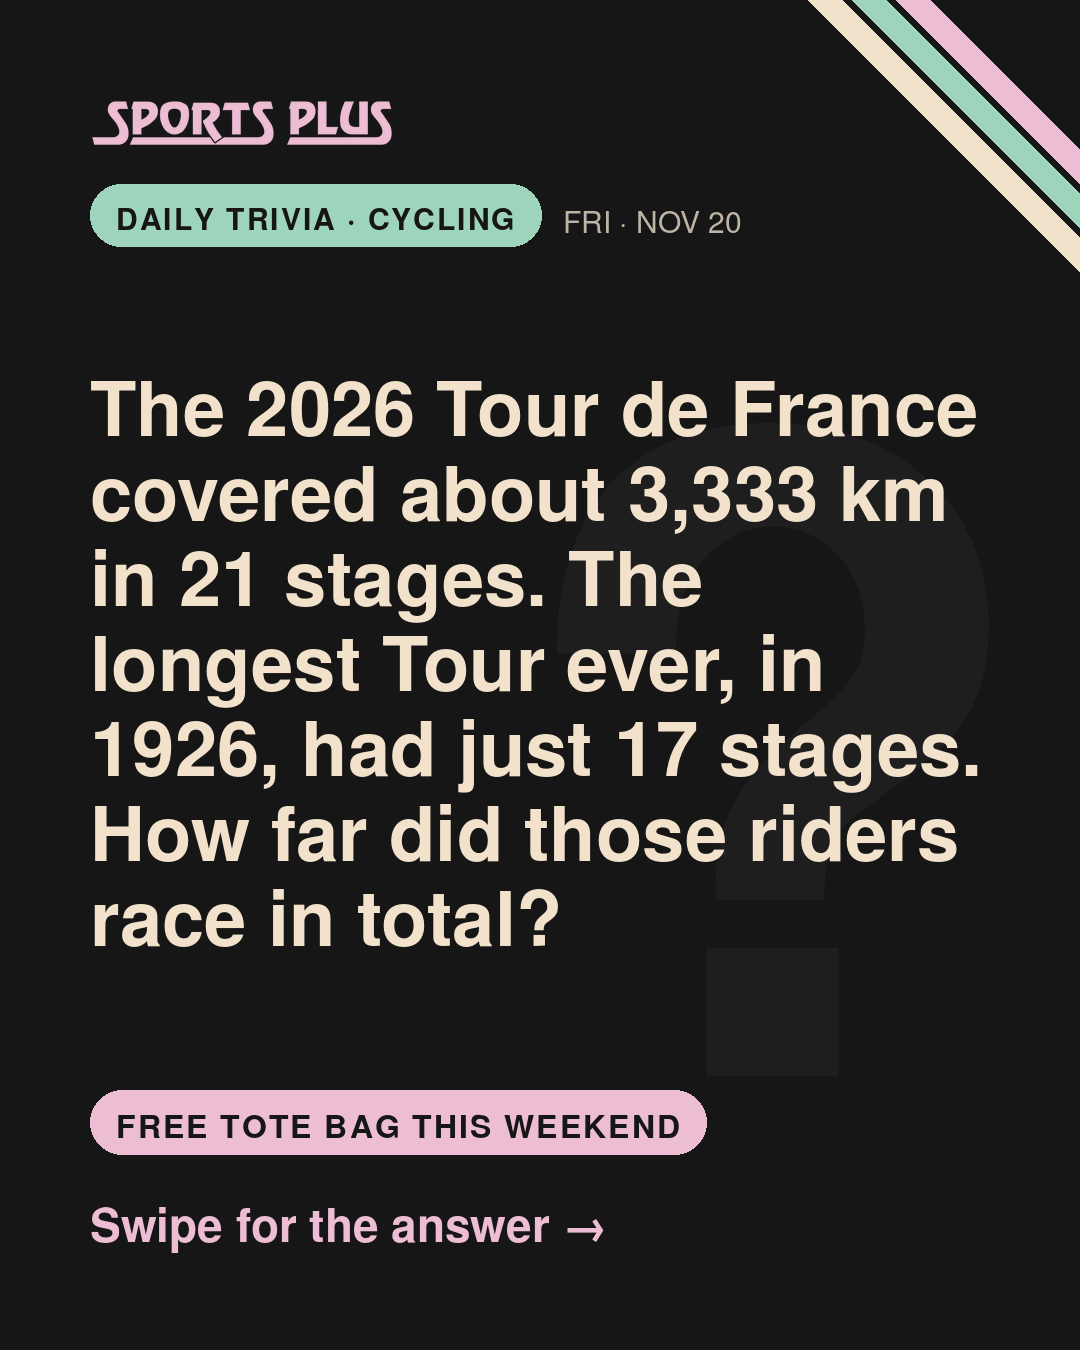 SPORTS PLUS
DAILY TRIVIA · CYCLING
FRI · NOV 20
The 2026 Tour de France
covered about 3,333 km
in 21 stages. The
longest Tour ever, in
1926, had just 17 stages.
How far did those riders
race in total?
FREE TOTE BAG THIS WEEKEND
Swipe for the answer →